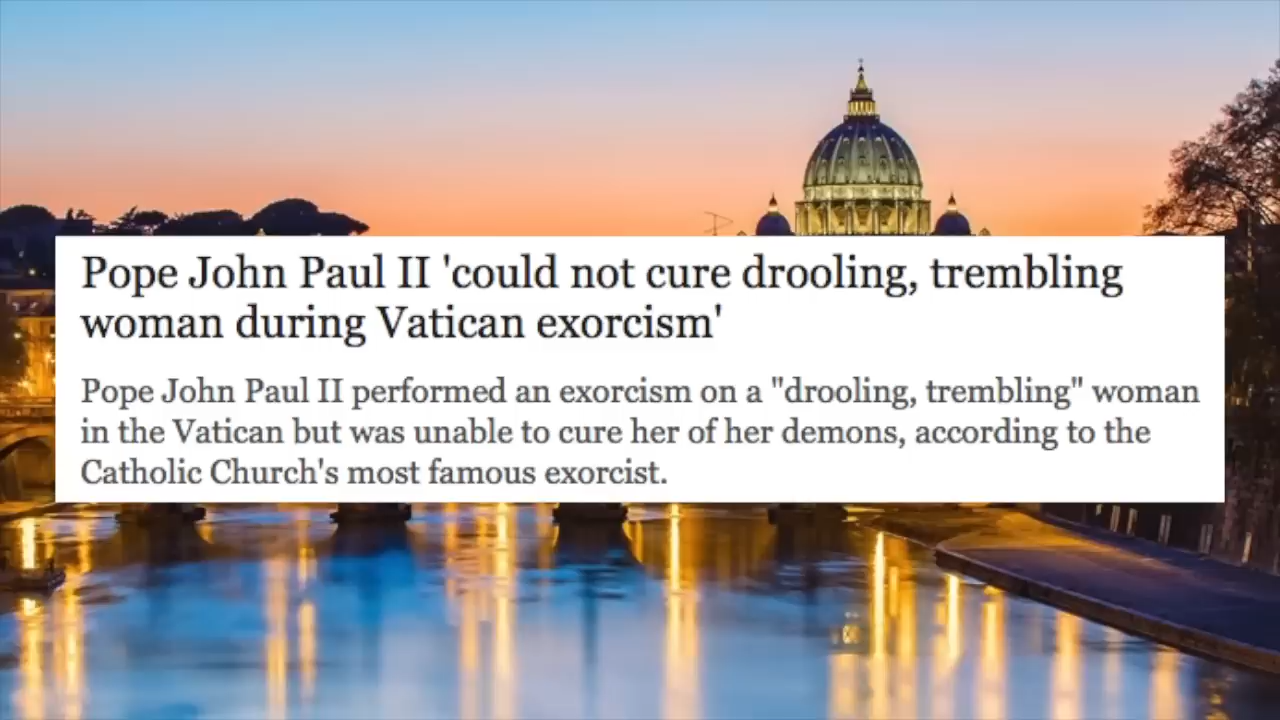 Pope John Paul II 'could not cure drooling, trembling
woman during Vatican exorcism'
Pope John Paul II performed an exorcism on a "drooling, trembling" woman
in the Vatican but was unable to cure her of her demons, according to the
Catholic Church's most famous exorcist.